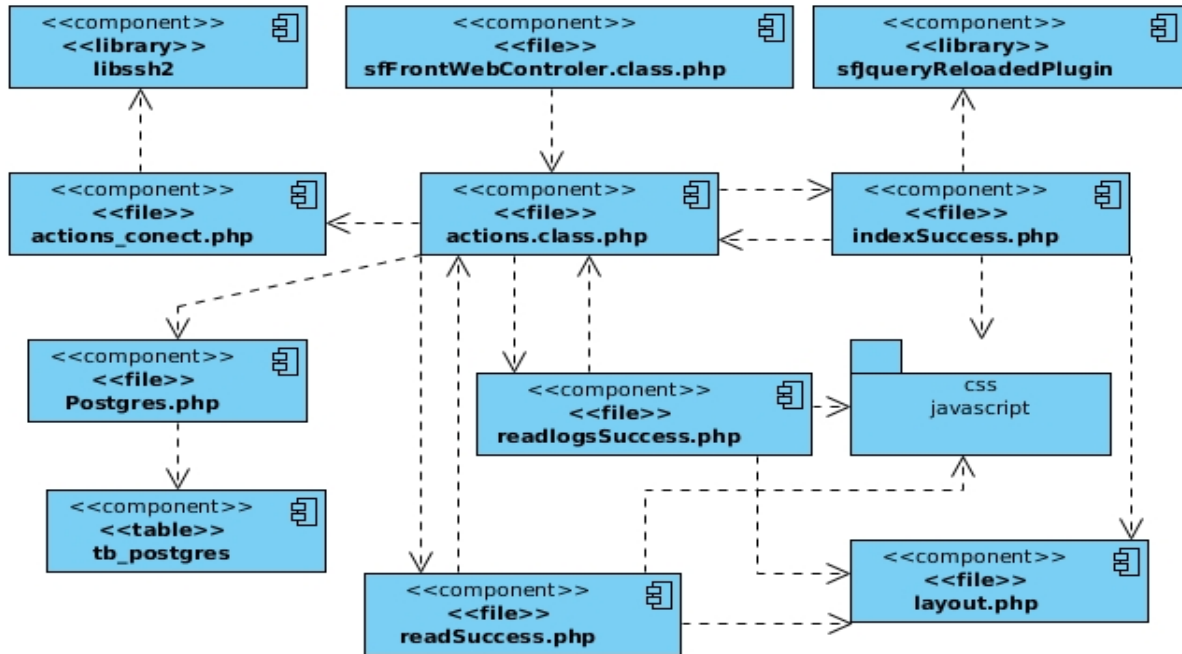 <<component>>
<<library>>
libssh2
<<component>>
<<file>>
sfFrontWebControler.class.php
<<component>>
<<library>>
sfJqueryReloadedPlugin
<<component>>
<<file>>
actions_conect.php
<<component>>
<<file>>
actions.class.php
<<component>>
<<file>>
indexSuccess.php
<<component>>
<<file>>
Postgres.php
<<component>>
<<file>>
readlogsSuccess.php
css
javascript
<<component>>
<<table>>
tb_postgres
<<component>>
<<file>>
readSuccess.php
<<component>>
<<file>>
layout.php